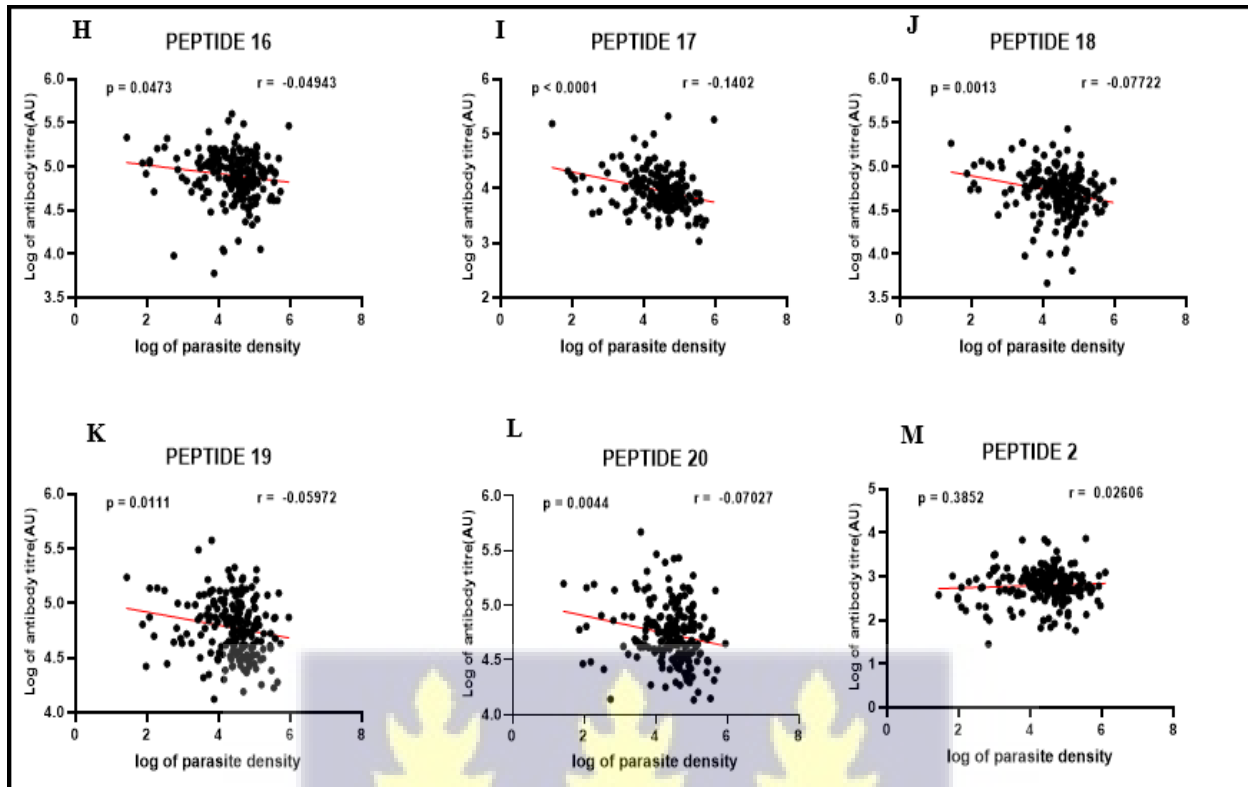 H
PEPTIDE 16
p = 0.0473
r = -0.04943
Log of antibody titre(AU)
6.0
5.5
5.0
4.5
4.0
3.5
0 2 4 6 8
log of parasite density
I
PEPTIDE 17
p < 0.0001
r = -0.1402
Log of antibody titre(AU)
6
5
4
3
2
0 2 4 6 8
log of parasite density
J
PEPTIDE 18
p = 0.0013
r = -0.07722
Log of antibody titre(AU)
6.0
5.5
5.0
4.5
4.0
3.5
0 2 4 6 8
log of parasite density
K
PEPTIDE 19
p = 0.0111
r = -0.05972
Log of antibody titre(AU)
6.0
5.5
5.0
4.5
4.0
0 2 4 6 8
log of parasite density
L
PEPTIDE 20
p = 0.0044
r = -0.07027
Log of antibody titre(AU)
6.0
5.5
5.0
4.5
4.0
0 2 4 6 8
log of parasite density
M
PEPTIDE 2
p = 0.3852
r = 0.02606
Log of antibody titre(AU)
5
4
3
2
1
0
0 2 4 6 8
log of parasite density